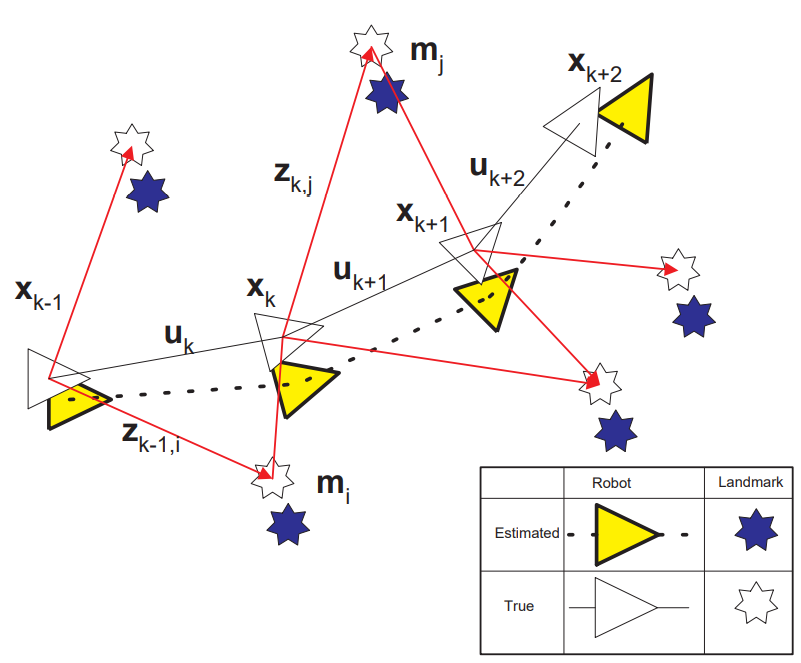 m_j
x_{k+2}
z_{k,j}
u_{k+2}
x_{k+1}
x_{k-1}
x_k
u_{k+1}
u_k
z_{k-1,i}
m_i
Robot Landmark
Estimated
True